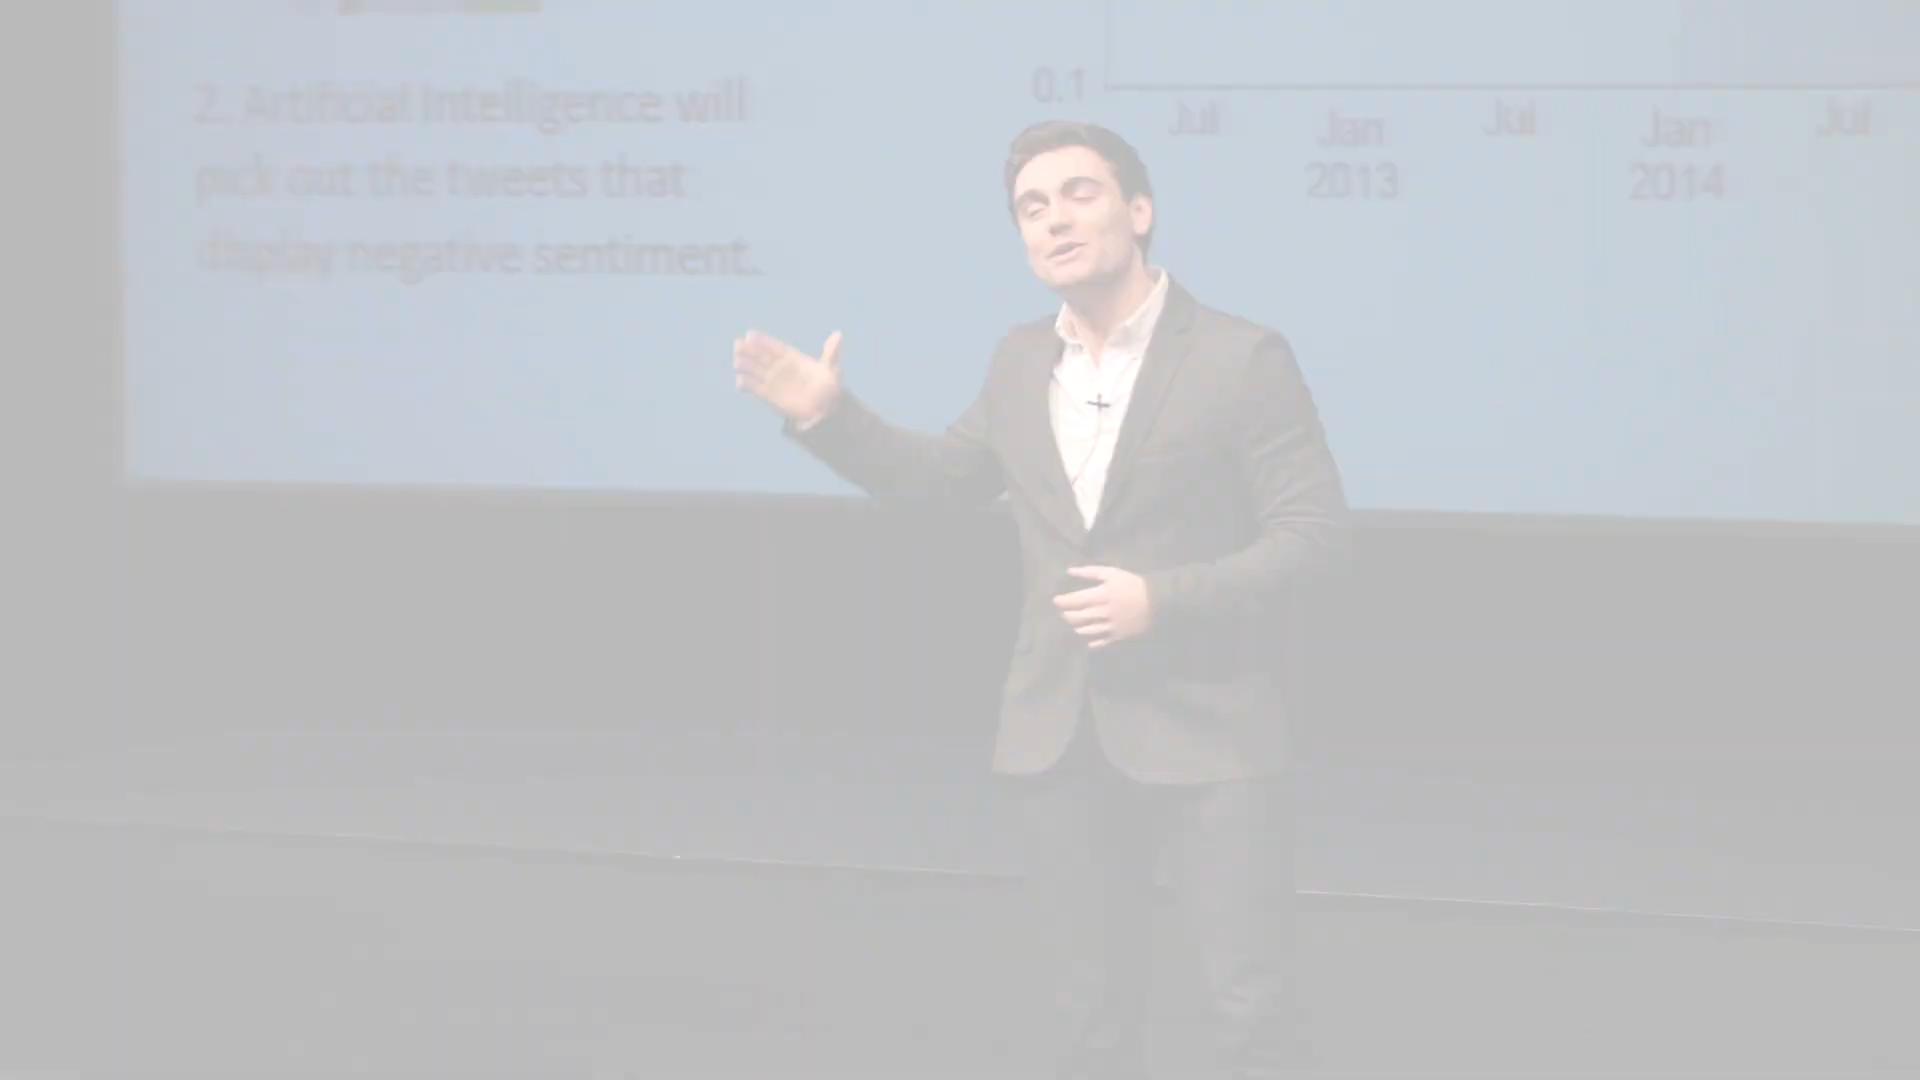 2. Artificial Intelligence will
pick out the tweets that
display negative sentiment.
0.1
Jul
Jan
2013
Jul
Jan
2014
Jul